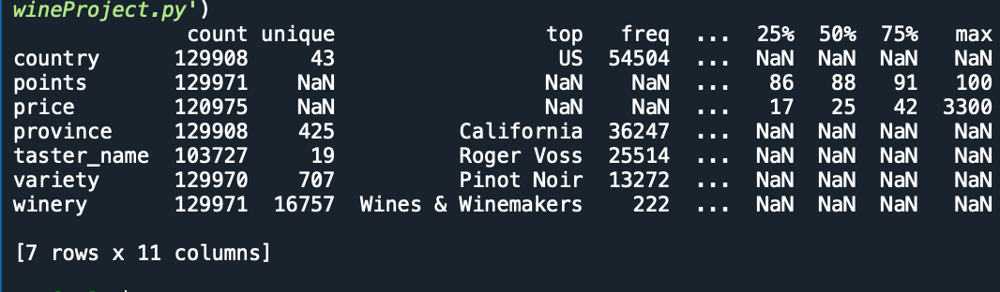 wineProject.py')
count unique top freq ... 25% 50% 75% max
country 129908 43 US 54504 ... NaN NaN NaN NaN
points 129971 NaN NaN NaN ... 86 88 91 100
price 120975 NaN NaN NaN ... 17 25 42 3300
province 129908 425 California 36247 ... NaN NaN NaN NaN
taster_name 103727 19 Roger Voss 25514 ... NaN NaN NaN NaN
variety 129970 707 Pinot Noir 13272 ... NaN NaN NaN NaN
winery 129971 16757 Wines & Winemakers 222 ... NaN NaN NaN NaN
[7 rows x 11 columns]